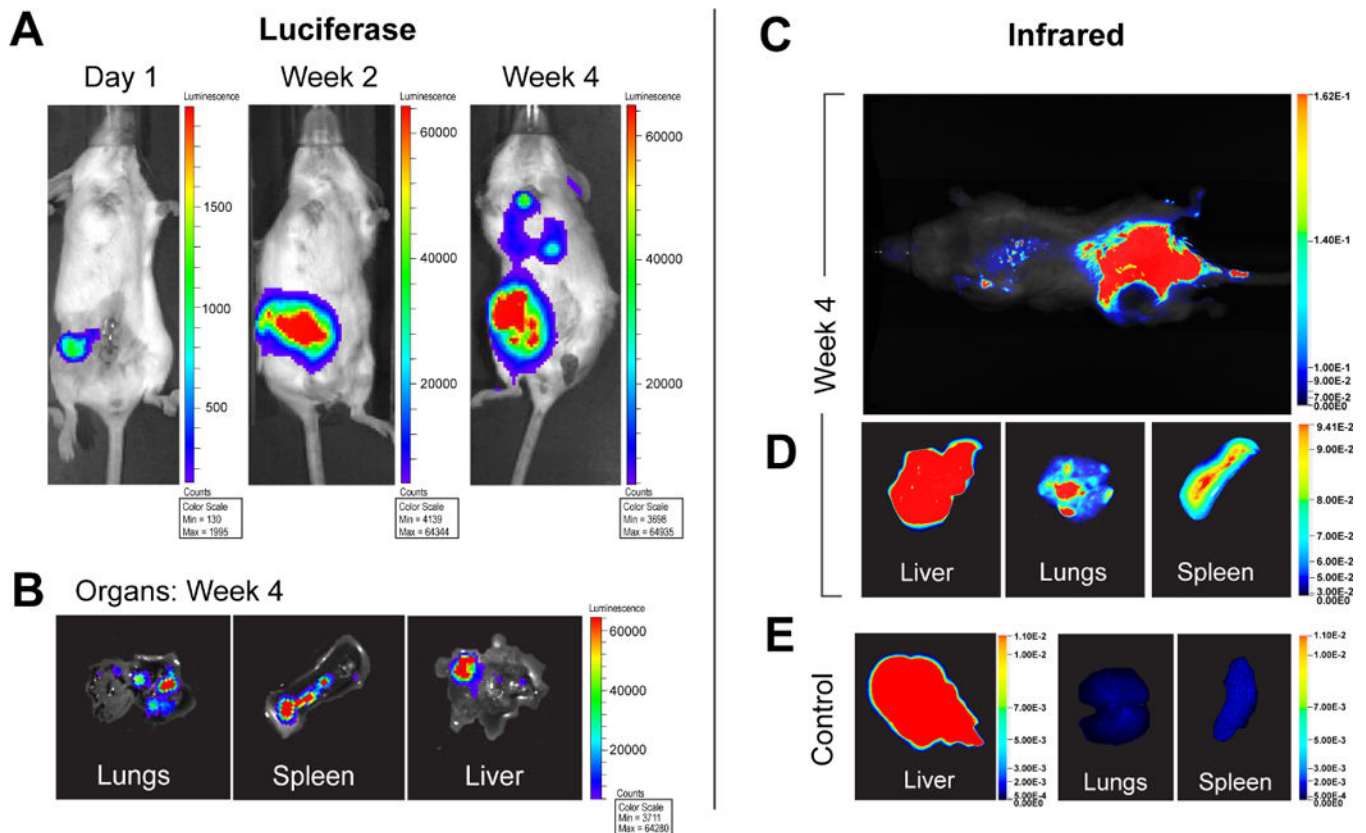 A
Luciferase
Day 1
Week 2
Week 4
Luminescence
1500
1000
500
Counts
Color Scale
Min = 130
Max = 1995
Luminescence
60000
40000
20000
Counts
Color Scale
Min = 4139
Max = 64344
Luminescence
60000
40000
20000
Counts
Color Scale
Min = 3698
Max = 64935
B
Organs: Week 4
Lungs
Spleen
Liver
Luminescence
60000
40000
20000
Counts
Color Scale
Min = 3711
Max = 64280
C
Infrared
Week 4
1.62E-1
1.40E-1
1.00E-1
9.00E-2
7.00E-2
0.00E0
D
Liver
Lungs
Spleen
9.41E-2
9.00E-2
8.00E-2
7.00E-2
6.00E-2
5.00E-2
3.00E-2
0.00E0
E
Control
Liver
1.10E-2
1.00E-2
7.00E-3
5.00E-3
2.00E-3
5.00E-4
0.00E0
Lungs
Spleen
1.10E-2
1.00E-2
7.00E-3
5.00E-3
2.00E-3
5.00E-4
0.00E0